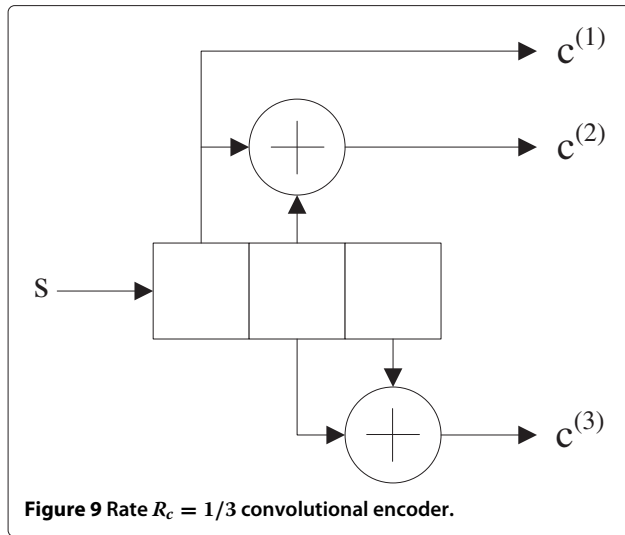 c(1)
c(2)
s
c(3)
Figure 9 Rate Rc = 1/3 convolutional encoder.